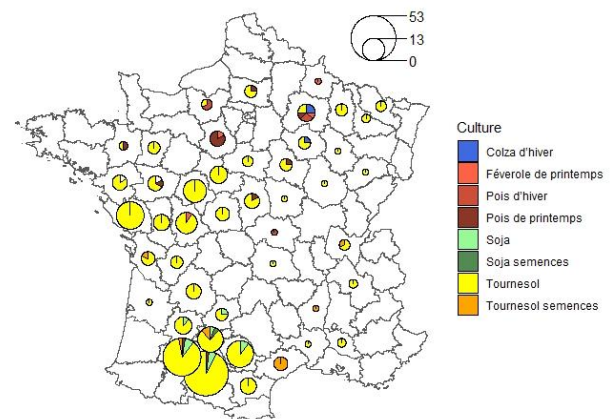 53
13
0
Culture
Colza d'hiver
Féverole de printemps
Pois d'hiver
Pois de printemps
Soja
Soja semences
Tournesol
Tournesol semences